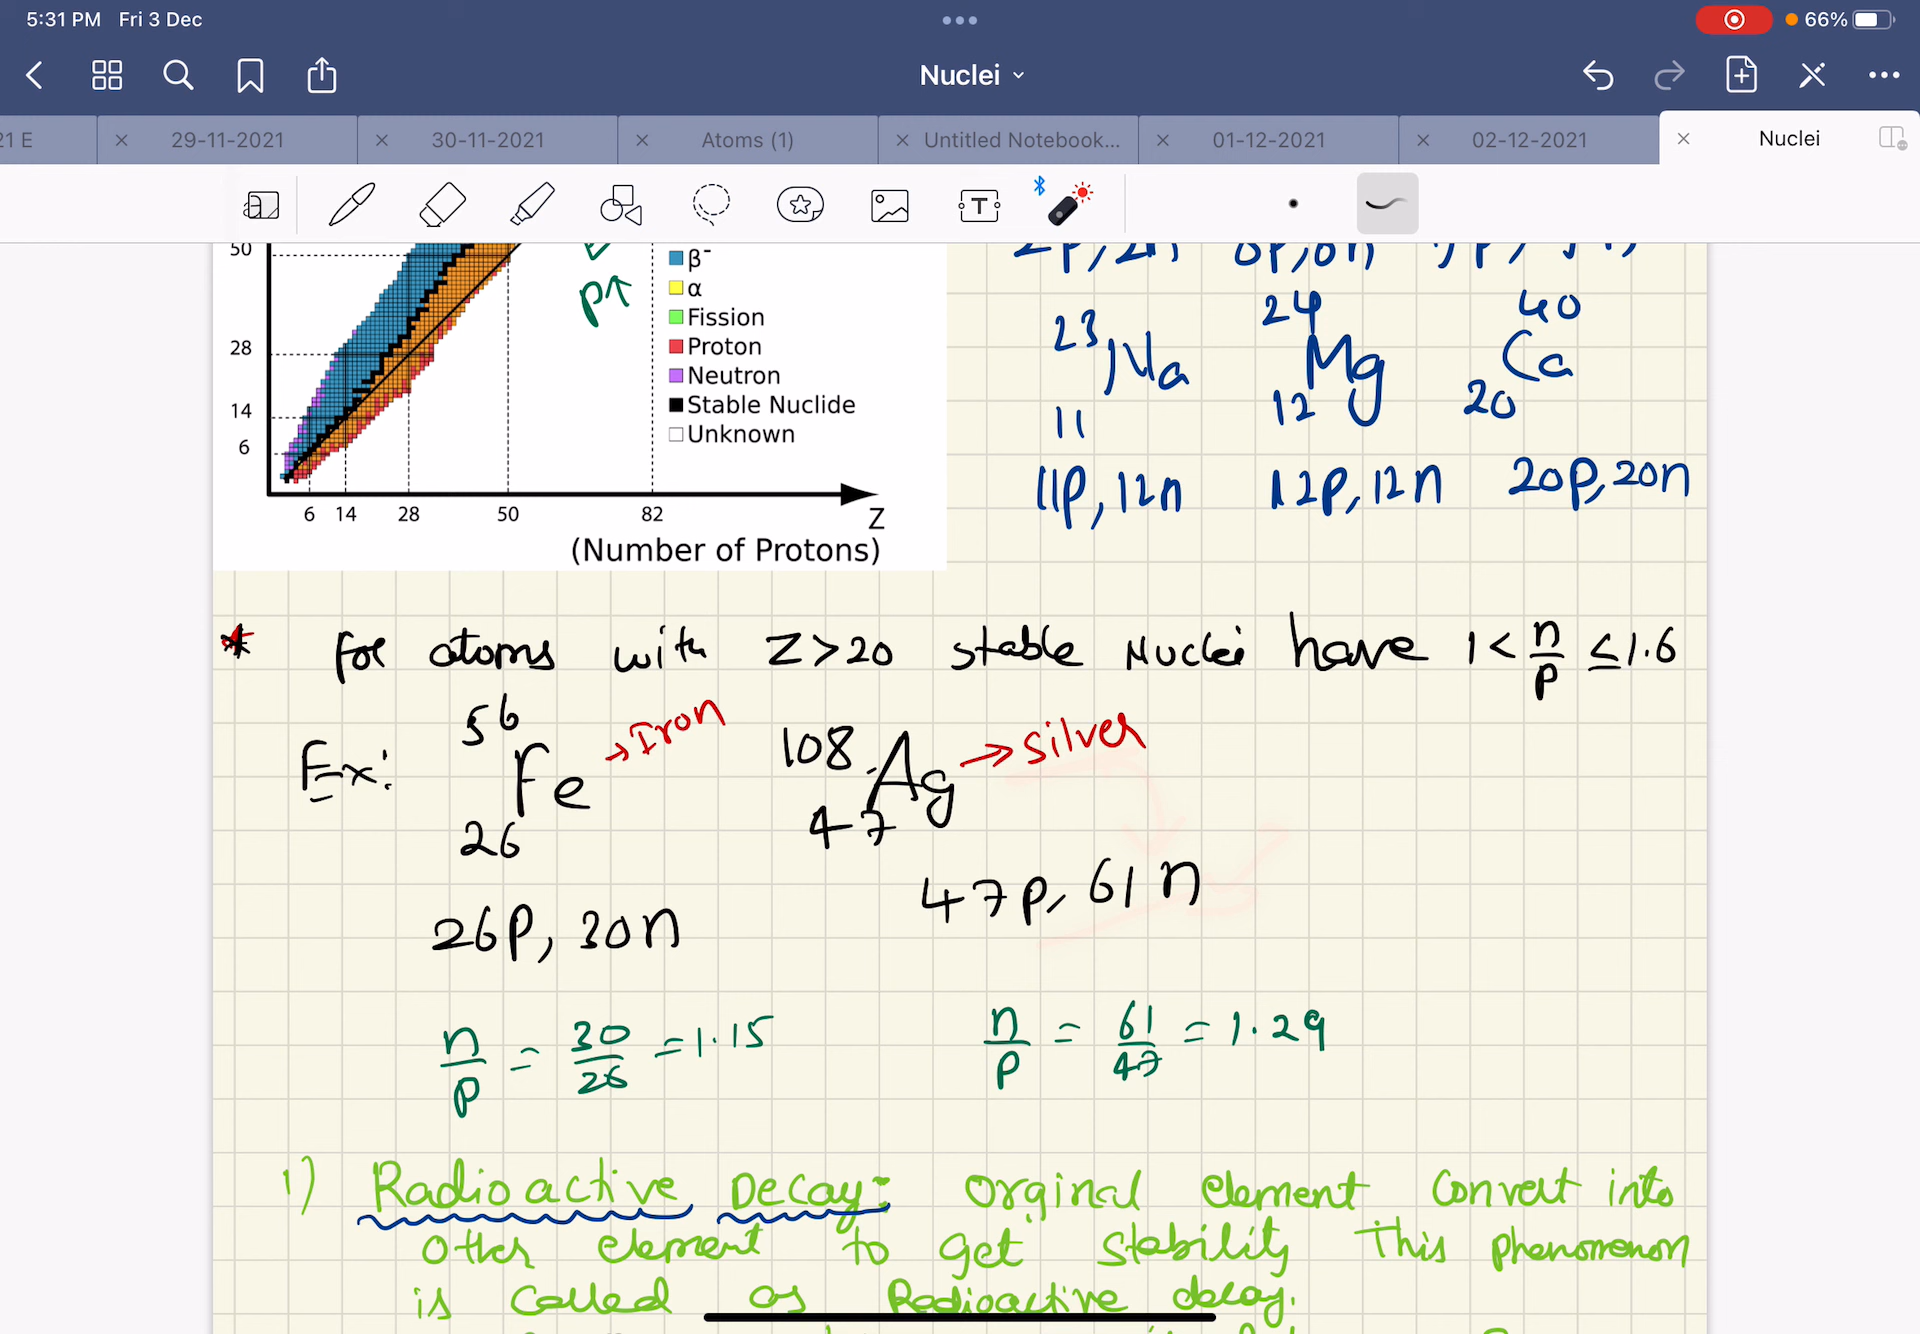 5:31 PM Fri 3 Dec
66%
Nuclei
21 E
29-11-2021
30-11-2021
Atoms (1)
Untitled Notebook...
01-12-2021
02-12-2021
Nuclei
T
50
28
14
6
6 14 28 50 82 Z
(Number of Protons)
p↑
β⁻
α
Fission
Proton
Neutron
Stable Nuclide
Unknown
23 Na 11
24 Mg 12
40 Ca 20
11p, 12n 12p, 12n 20p, 20n
* For atoms with Z>20 stable Nuclei have 1 < n/p ≤ 1.6
Ex: 56 Fe 26 → Iron 108 Ag 47 → Silver
26p, 30n 47p, 61n
n/p = 30/26 = 1.15 n/p = 61/47 = 1.29
1) Radioactive Decay: Orginal element Convert into
other element to get stability This phenomenon
is called as Radioactive decay.